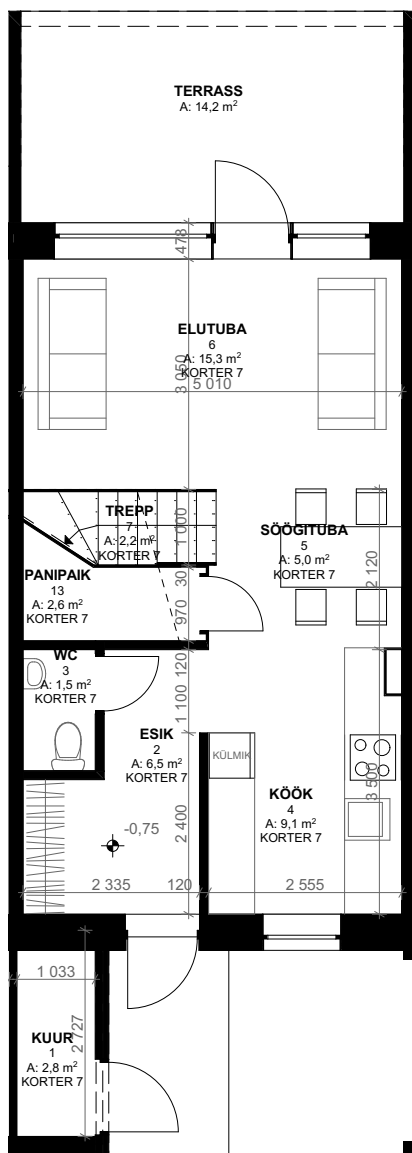 TERRASS
A: 14,2 m²
478
ELUTUBA
6
A: 15,3 m²
KORTER 7
3 050
5 010
TREPP
7
A: 2,2 m²
KORTER 7
1 000
SÖÖGITUBA
5
A: 5,0 m²
KORTER 7
2 120
PANIPAIK
13
A: 2,6 m²
KORTER 7
30
970
WC
3
A: 1,5 m²
KORTER 7
120
1 100
ESIK
2
A: 6,5 m²
KORTER 7
KÜLMIK
KÖÖK
4
A: 9,1 m²
KORTER 7
3 500
2 400
-0,75
2 335
120
2 555
1 033
KUUR
1
A: 2,8 m²
KORTER 7
2 727